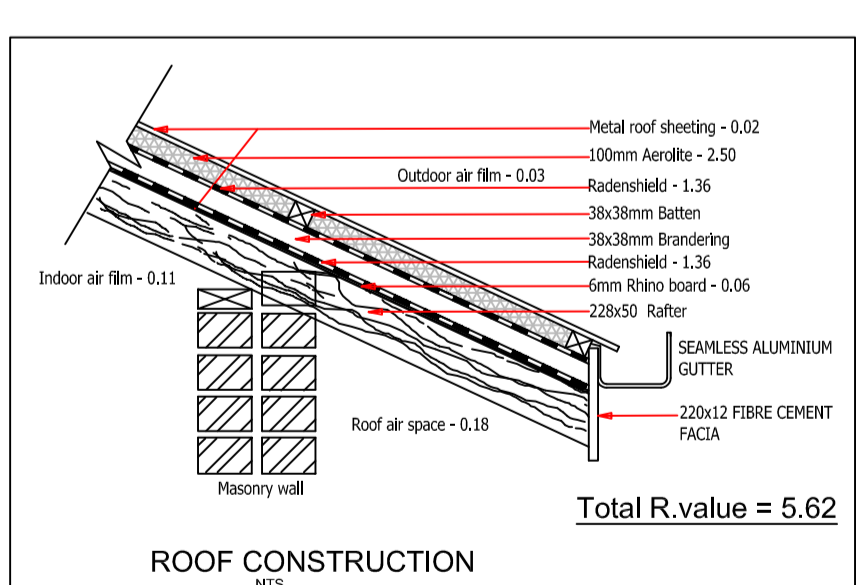 Metal roof sheeting - 0.02
100mm Aerolite - 2.50
Outdoor air film - 0.03
Radenshield - 1.36
38x38mm Batten
38x38mm Brandering
Radenshield - 1.36
Indoor air film - 0.11
6mm Rhino board - 0.06
228x50 Rafter
SEAMLESS ALUMINIUM
GUTTER
220x12 FIBRE CEMENT
FACIA
Roof air space - 0.18
Masonry wall
Total R.value = 5.62
ROOF CONSTRUCTION
NTS